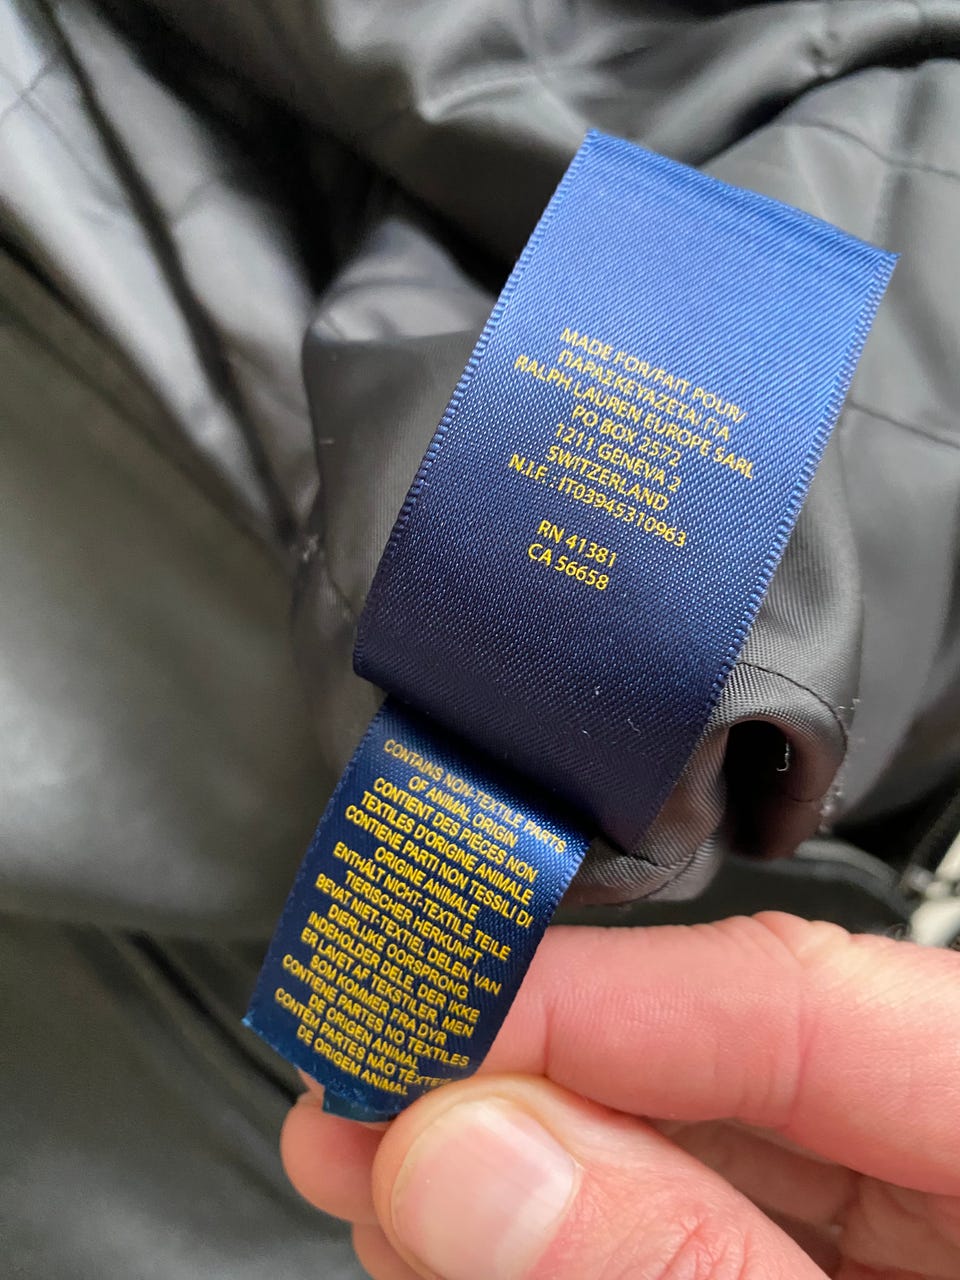 MADE FOR/FAIT POUR/
ΠΑΡΑΣΚΕΥΑΖΕΤΑΙ ΓΙΑ
RALPH LAUREN EUROPE SARL
PO BOX 2572
1211 GENEVA 2
SWITZERLAND
N.I.F.: IT03945310963
RN 41381
CA 56658
CONTAINS NON-TEXTILE PARTS
OF ANIMAL ORIGIN
CONTIENT DES PIÈCES NON
TEXTILES D'ORIGINE ANIMALE
CONTIENE PARTI NON TESSILI DI
ORIGINE ANIMALE
ENTHÄLT NICHT-TEXTILE TEILE
TIERISCHER HERKUNFT
BEVAT NIET-TEXTIEL DELEN VAN
DIERLIJKE OORSPRONG
INDEHOLDER DELE, DER IKKE
ER LAVET AF TEKSTILER, MEN
SOM KOMMER FRA DYR
CONTIENE PARTES NO TEXTILES
DE ORIGEN ANIMAL
CONTÉM PARTES NÃO TÊXTEIS
DE ORIGEM ANIMAL